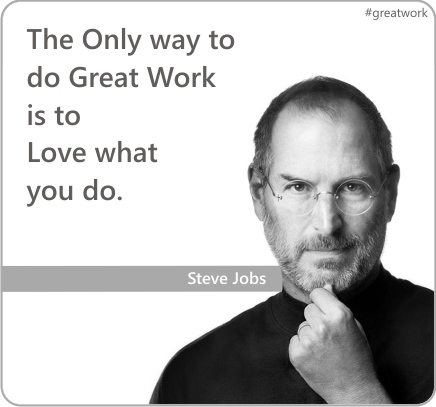 #greatwork
The Only way to
do Great Work
is to
Love what
you do.
Steve Jobs